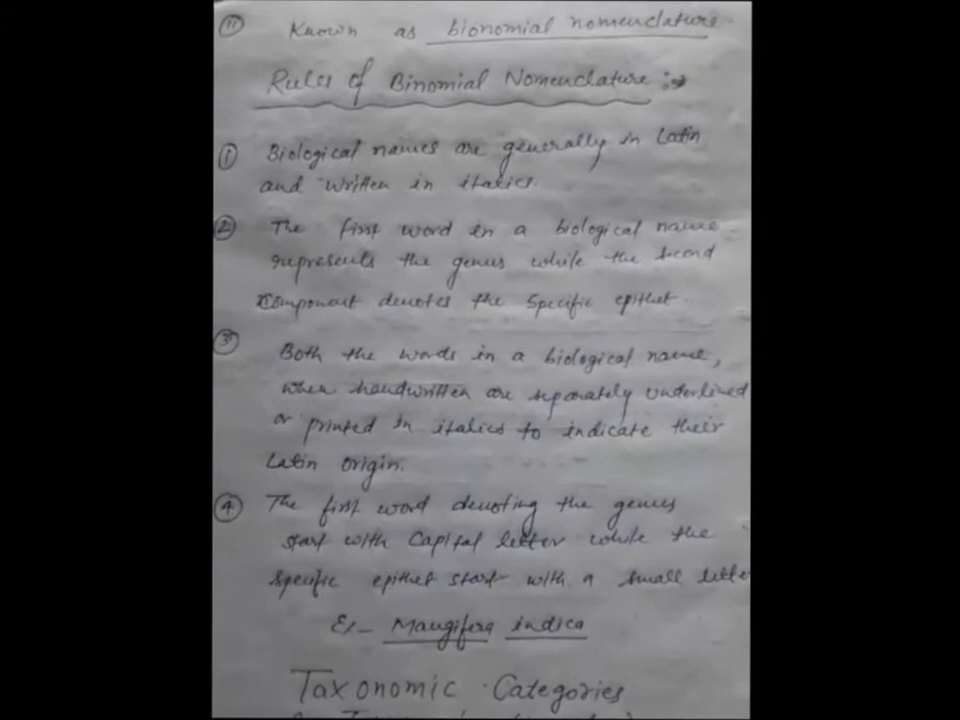 11 Known as bionomial nomenclature
Rules of Binomial Nomenclature :→
1 Biological names are generally in Latin
and written in italics.
2 The first word in a biological name
represents the genus while the second
Component denotes the specific epithet.
3 Both the words in a biological name,
when handwritten are separately underlined
or printed in italics to indicate their
Latin origin.
4 The first word denoting the genus
start with Capital letter while the
specific epithet start with a small lette
Ex- Mangifera indica
Taxonomic Categories